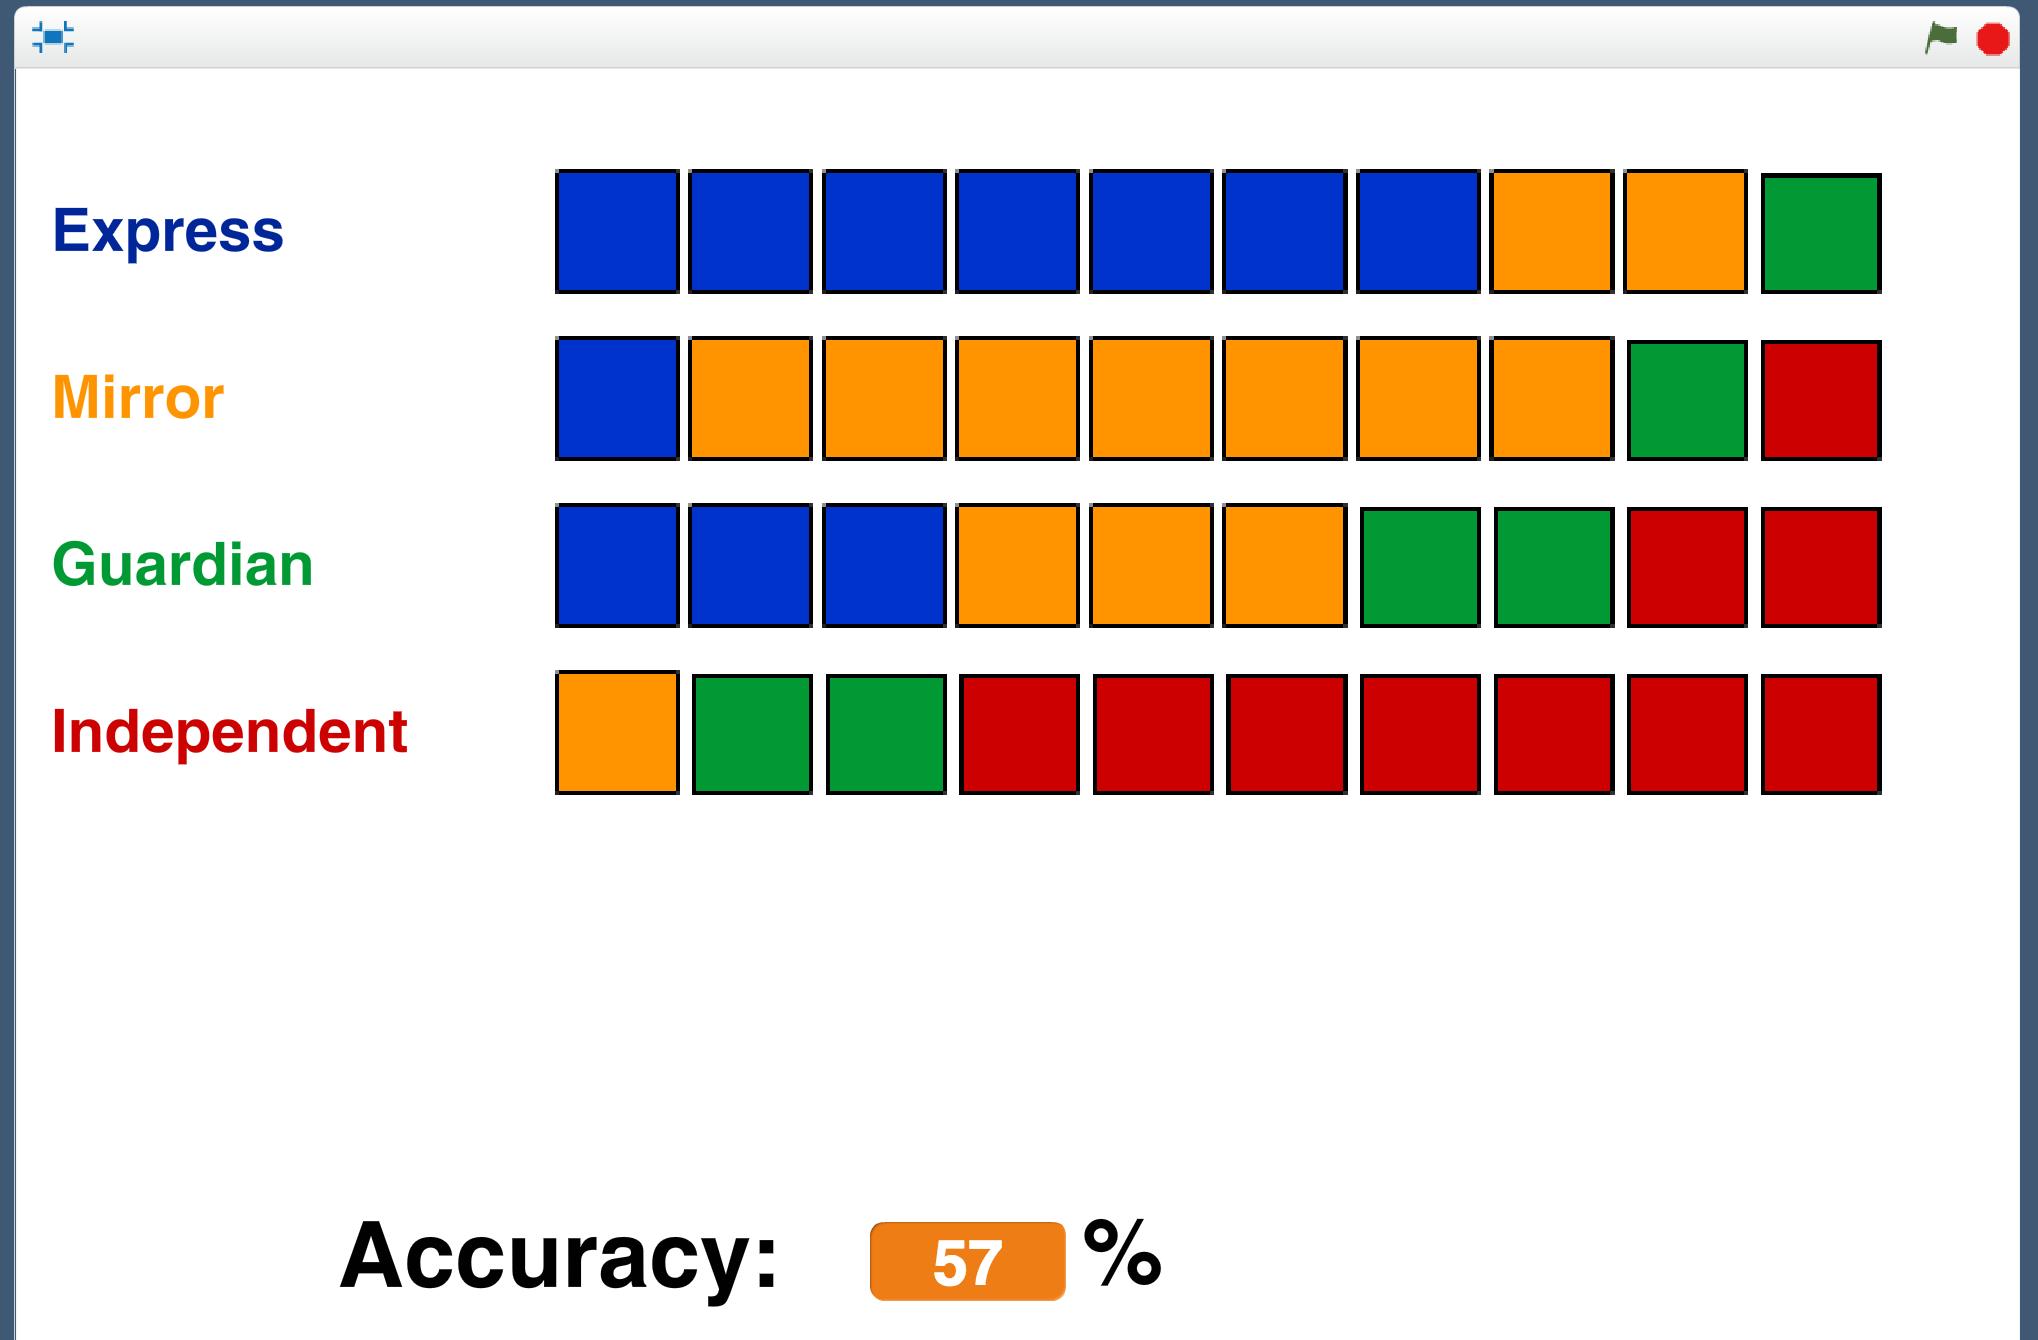 Express
Mirror
Guardian
Independent
Accuracy: 57 %